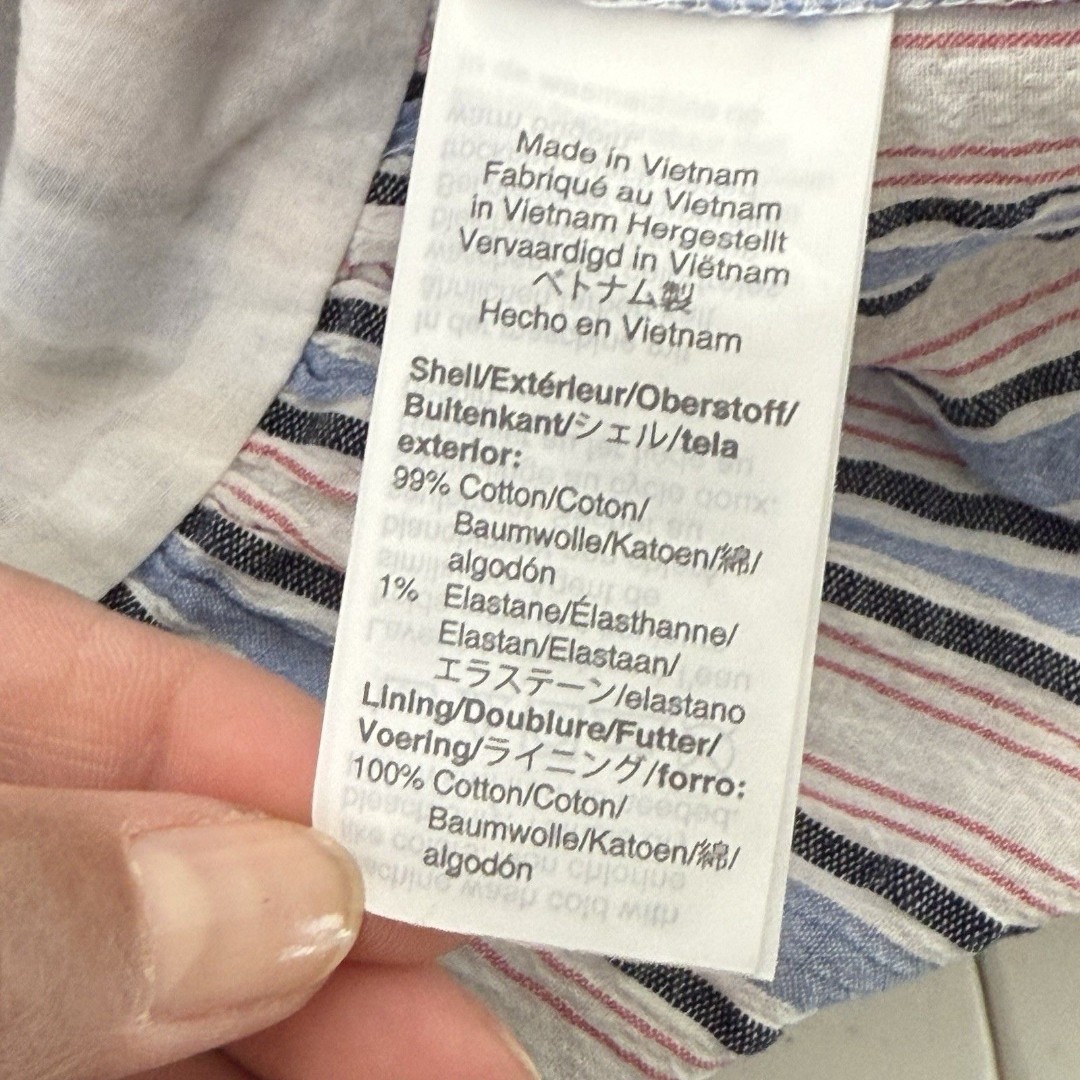 Made in Vietnam
Fabriqué au Vietnam
in Vietnam Hergestellt
Vervaardigd in Viëtnam
ベトナム製
Hecho en Vietnam
Shell/Extérieur/Oberstoff/
Buitenkant/シェル/tela
exterior:
99% Cotton/Coton/
Baumwolle/Katoen/綿/
algodón
1% Elastane/Élasthanne/
Elastan/Elastaan/
エラステーン/elastano
Lining/Doublure/Futter/
Voering/ライニング/forro:
100% Cotton/Coton/
Baumwolle/Katoen/綿/
algodón